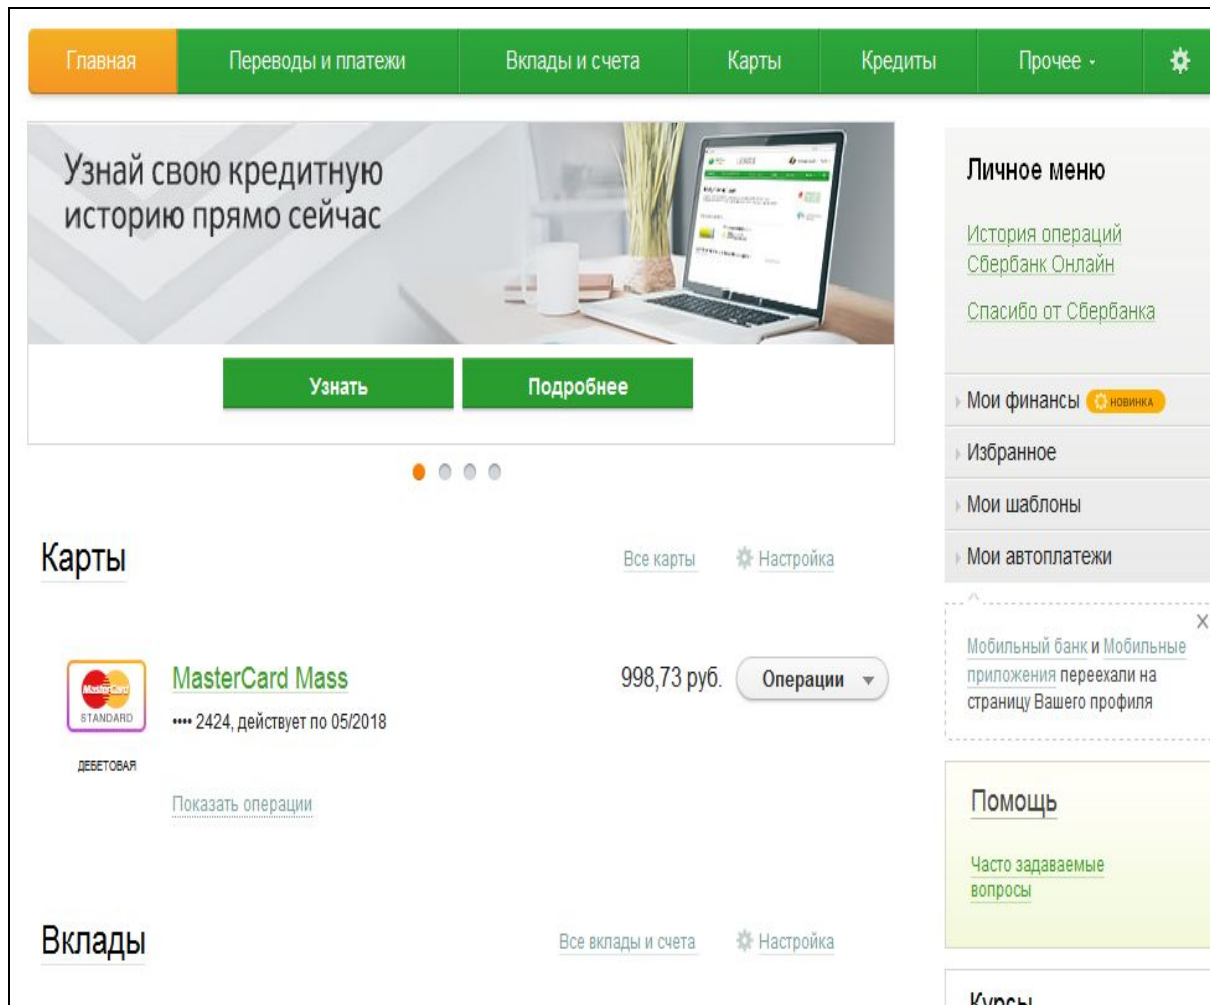 Главная Переводы и платежи Вклады и счета Карты Кредиты Прочее
Узнай свою кредитную
историю прямо сейчас
Узнать Подробнее
Личное меню
История операций
Сбербанк Онлайн
Спасибо от Сбербанка
Мои финансы НОВИНКА
Избранное
Мои шаблоны
Мои автоплатежи
Мобильный банк и Мобильные
приложения переехали на
страницу Вашего профиля
Карты Все карты Настройка
MasterCard
STANDARD
ДЕБЕТОВАЯ
MasterCard Mass 998,73 руб. Операции
•••• 2424, действует по 05/2018
Показать операции
Помощь
Часто задаваемые
вопросы
Вклады Все вклады и счета Настройка
Курсы